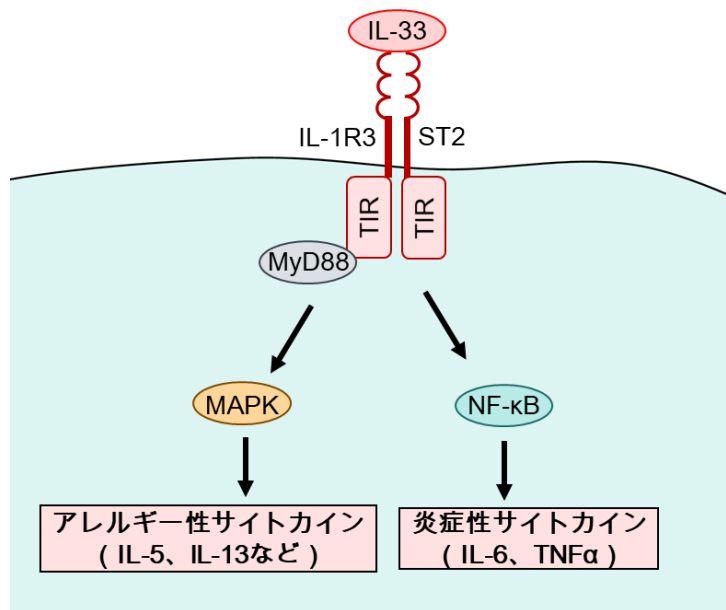 IL-33
IL-1R3
ST2
TIR
TIR
MyD88
MAPK
NF-κB
アレルギー性サイトカイン
( IL-5、IL-13など )
炎症性サイトカイン
( IL-6、TNFα )